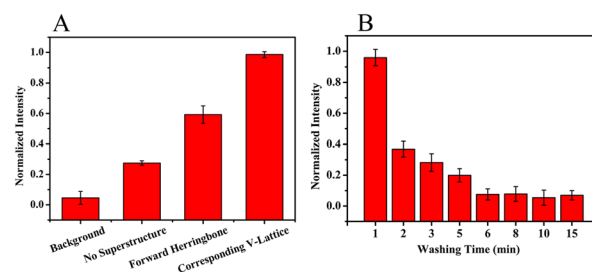 A
Normalized Intensity
1.0
0.8
0.6
0.4
0.2
0.0
Background
No Superstructure
Forward Herringbone
Corresponding V-Lattice
B
Normalized Intensity
1.0
0.8
0.6
0.4
0.2
0.0
1 2 3 5 6 8 10 15
Washing Time (min)